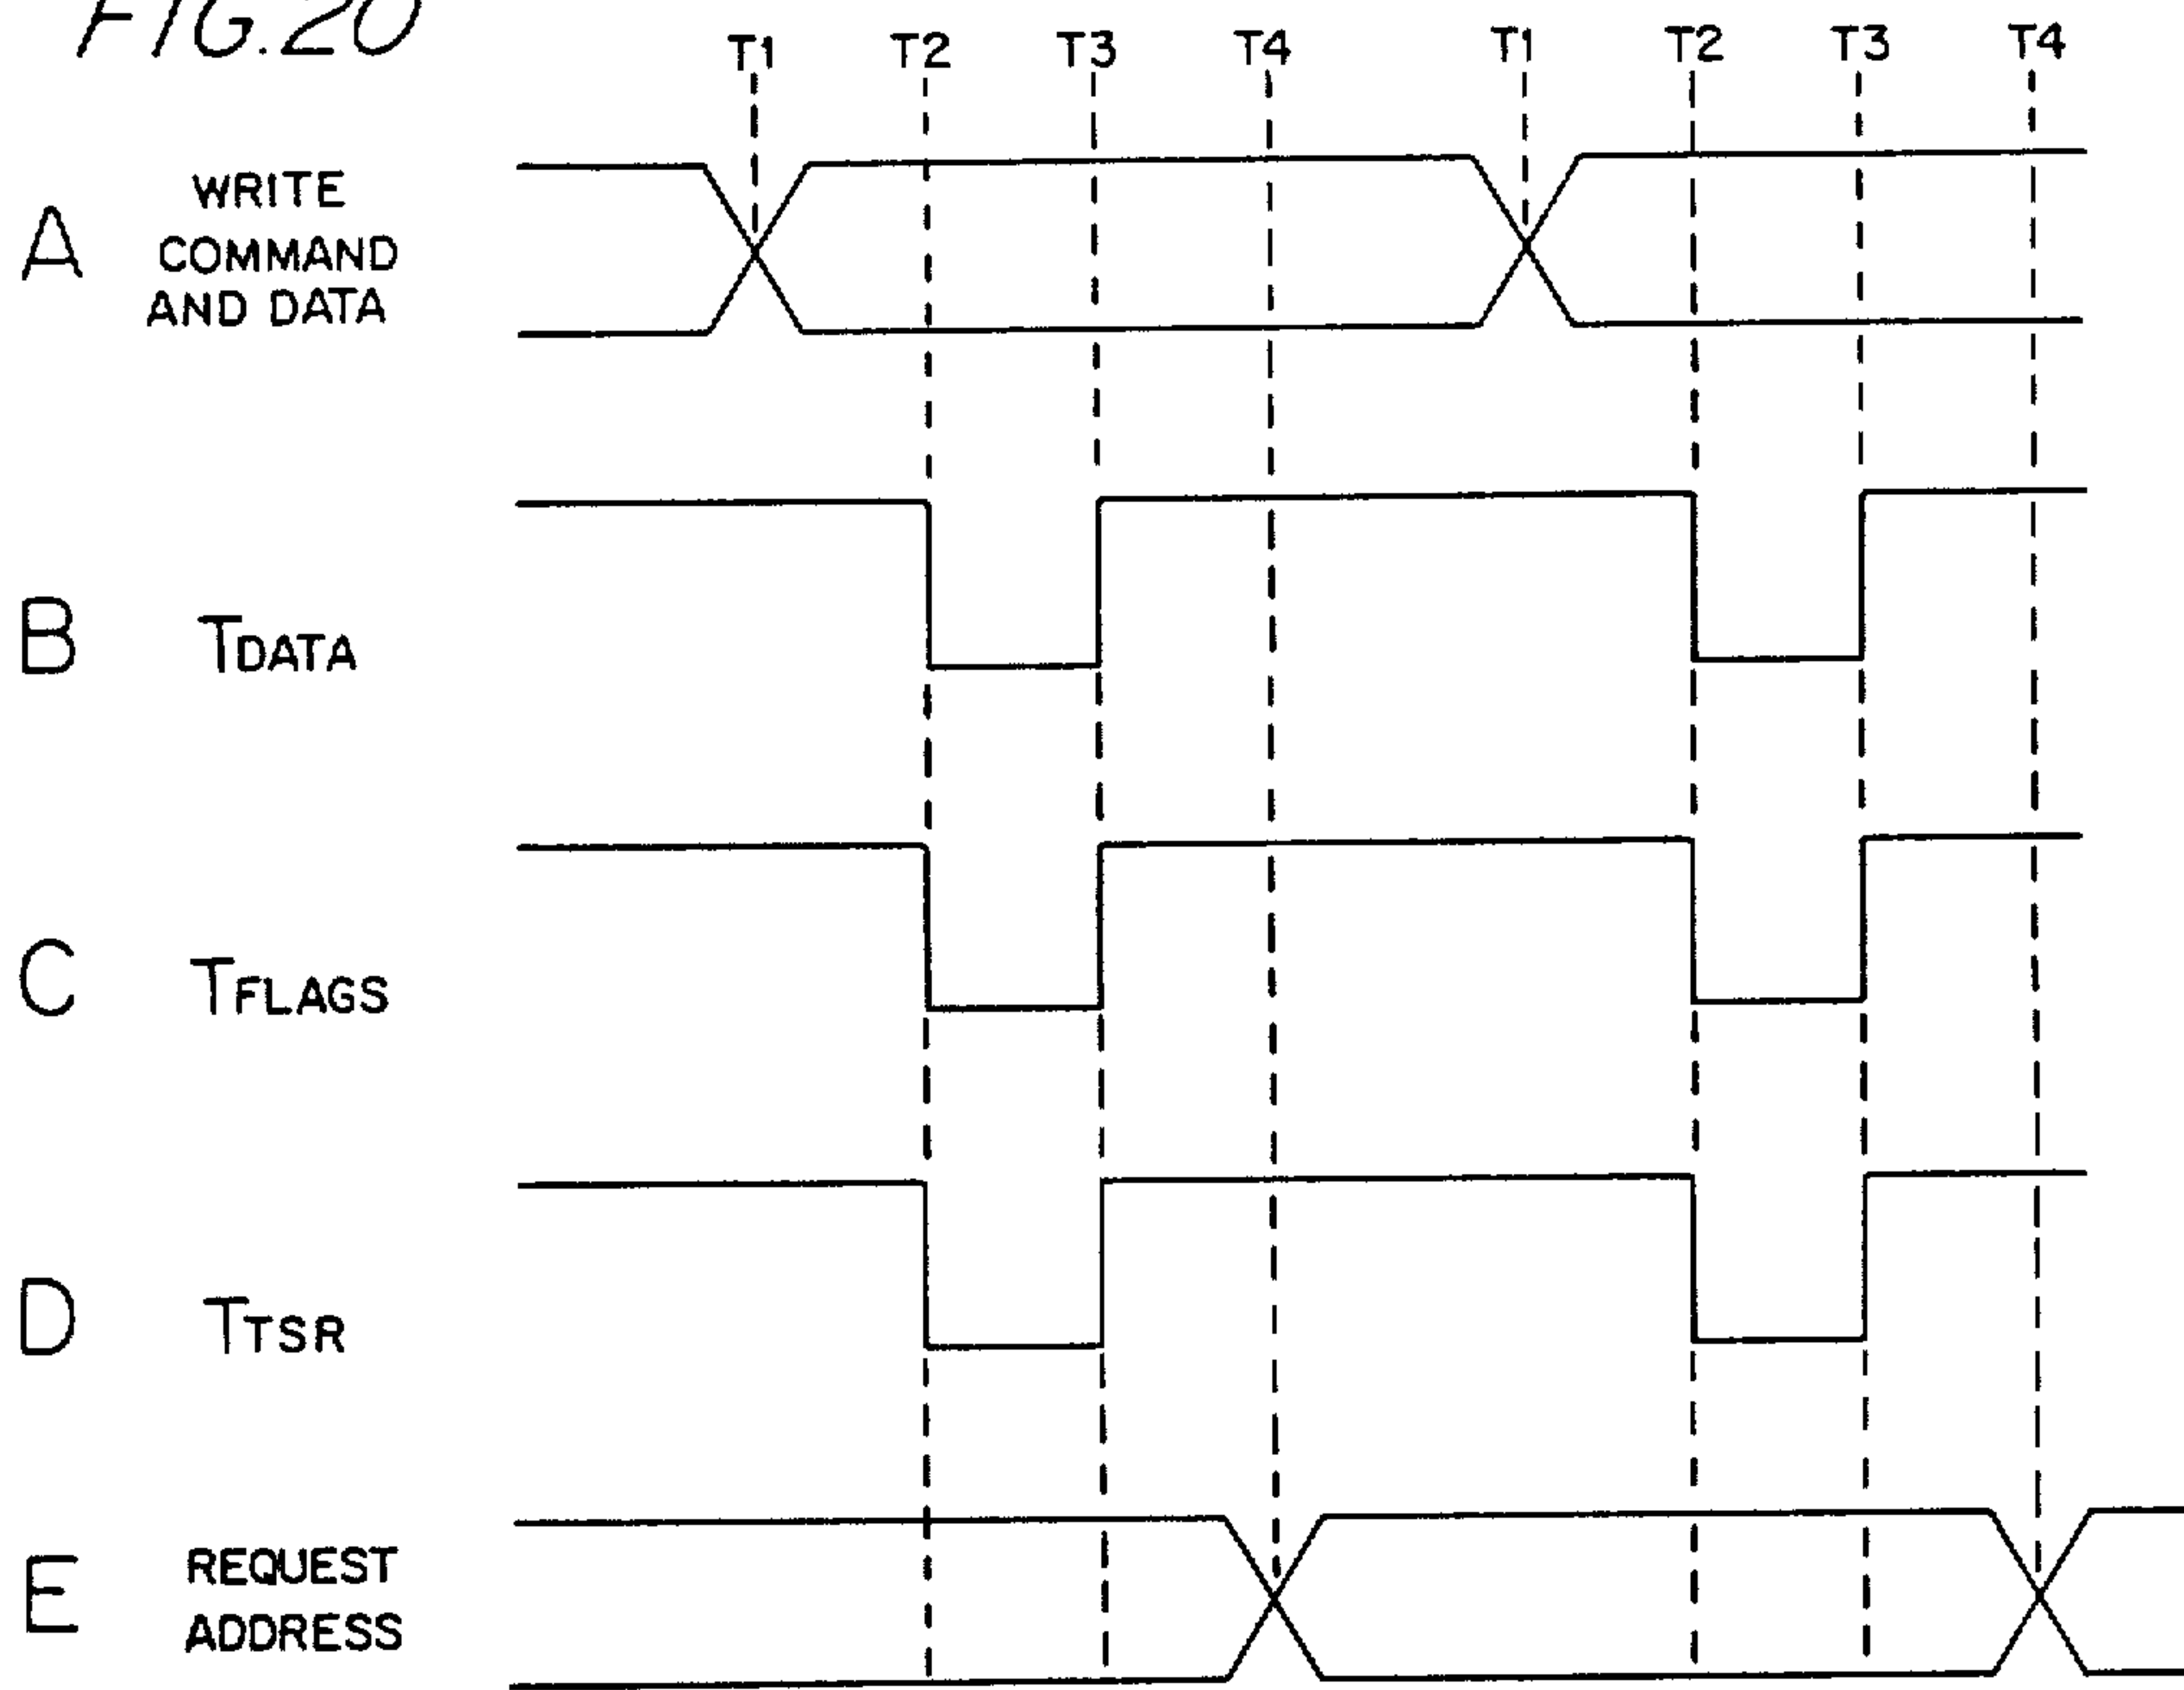 FIG. 20
T1 T2 T3 T4 T1 T2 T3 T4
A WRITE
COMMAND
AND DATA
B TDATA
C TFLAGS
D TTSR
E REQUEST
ADDRESS